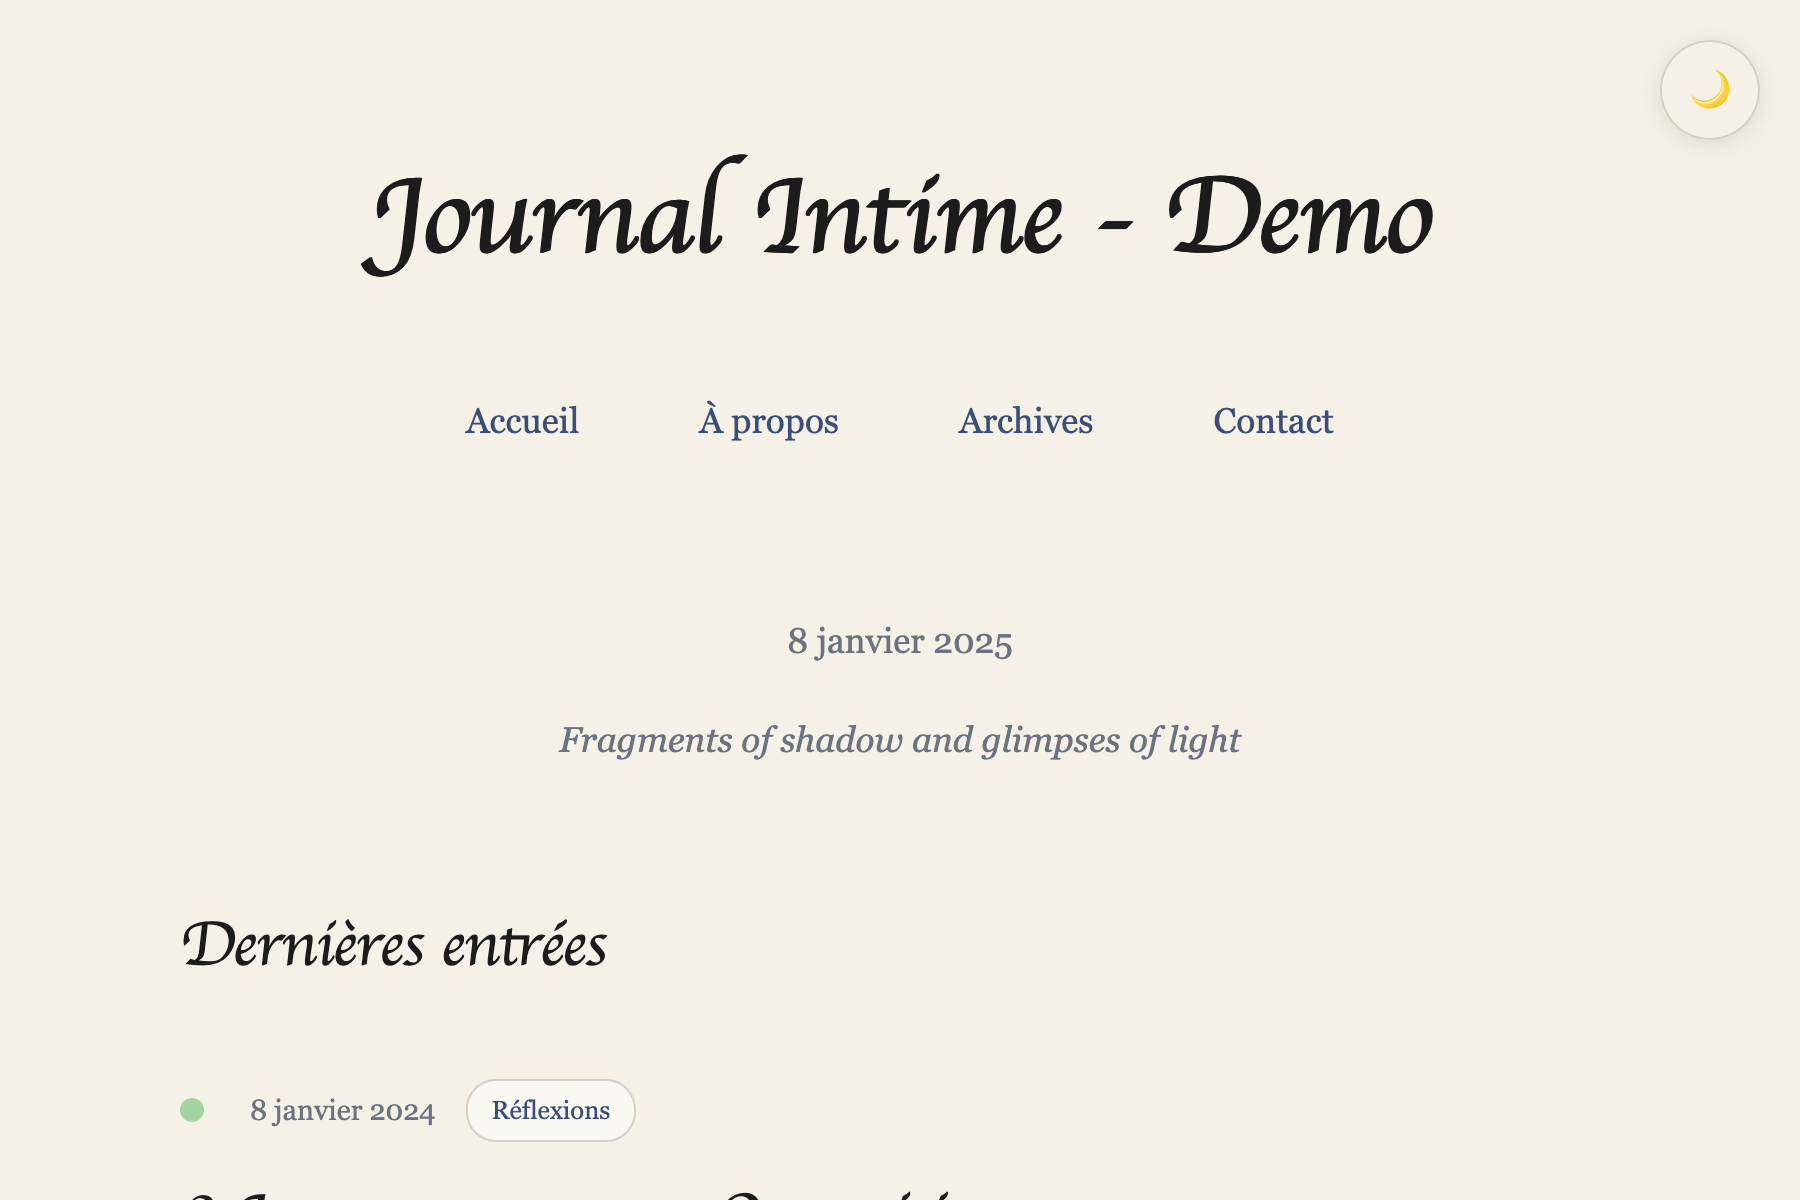 Journal Intime - Demo
Accueil À propos Archives Contact
8 janvier 2025
Fragments of shadow and glimpses of light
Dernières entrées
8 janvier 2024 Réflexions